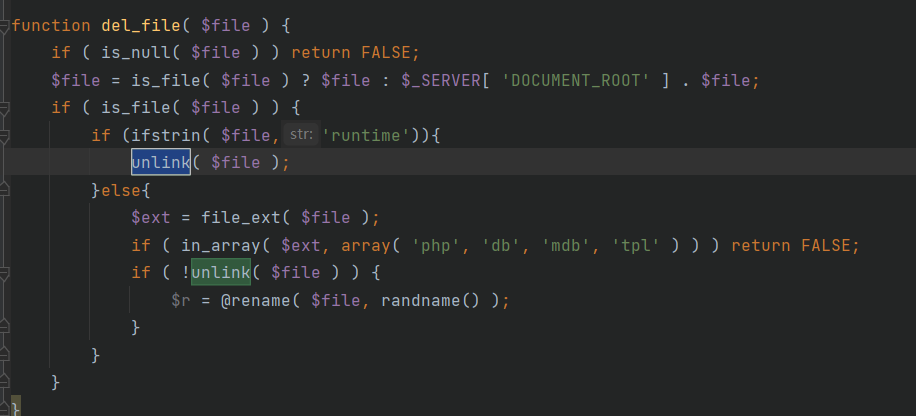 function del_file( $file ) {
if ( is_null( $file ) ) return FALSE;
$file = is_file( $file ) ? $file : $_SERVER[ 'DOCUMENT_ROOT' ] . $file;
if ( is_file( $file ) ) {
if (ifstrin( $file, str: 'runtime')){
unlink( $file );
}else{
$ext = file_ext( $file );
if ( in_array( $ext, array( 'php', 'db', 'mdb', 'tpl' ) ) ) return FALSE;
if ( !unlink( $file ) ) {
$r = @rename( $file, randname() );
}
}
}
}